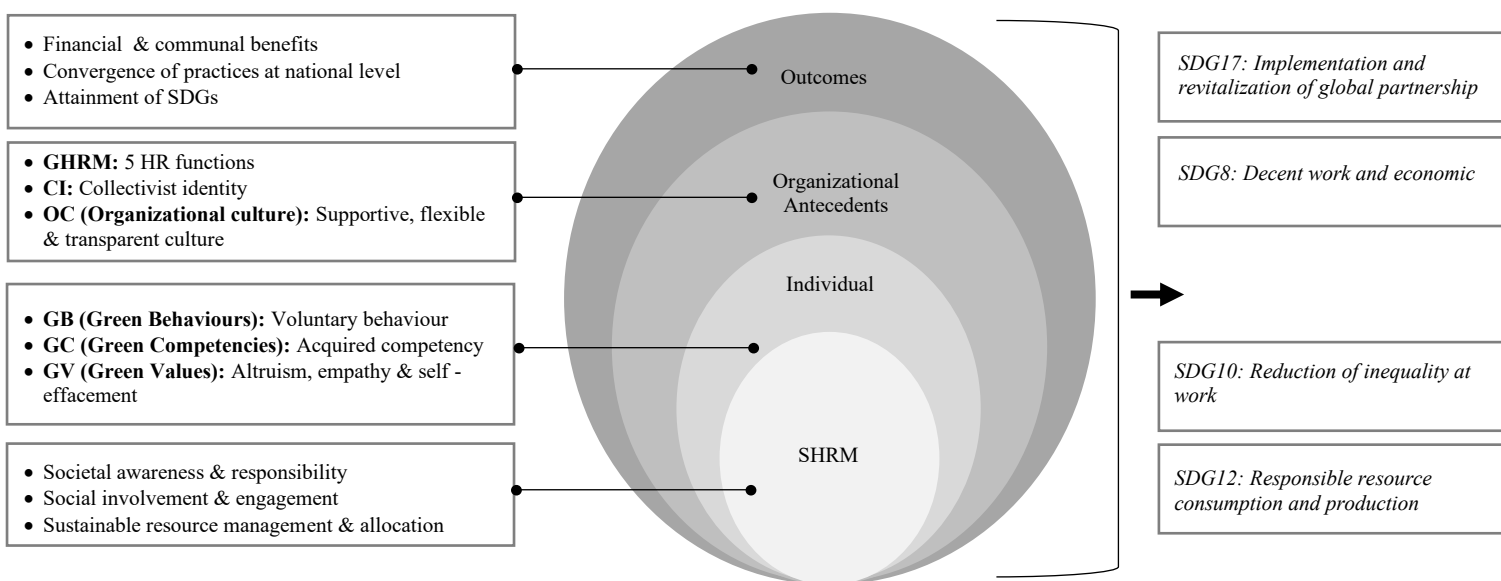 • Financial & communal benefits
• Convergence of practices at national level
• Attainment of SDGs
• GHRM: 5 HR functions
• CI: Collectivist identity
• OC (Organizational culture): Supportive, flexible
& transparent culture
• GB (Green Behaviours): Voluntary behaviour
• GC (Green Competencies): Acquired competency
• GV (Green Values): Altruism, empathy & self -
effacement
• Societal awareness & responsibility
• Social involvement & engagement
• Sustainable resource management & allocation
Outcomes
Organizational
Antecedents
Individual
SHRM
SDG17: Implementation and
revitalization of global partnership
SDG8: Decent work and economic
SDG10: Reduction of inequality at
work
SDG12: Responsible resource
consumption and production